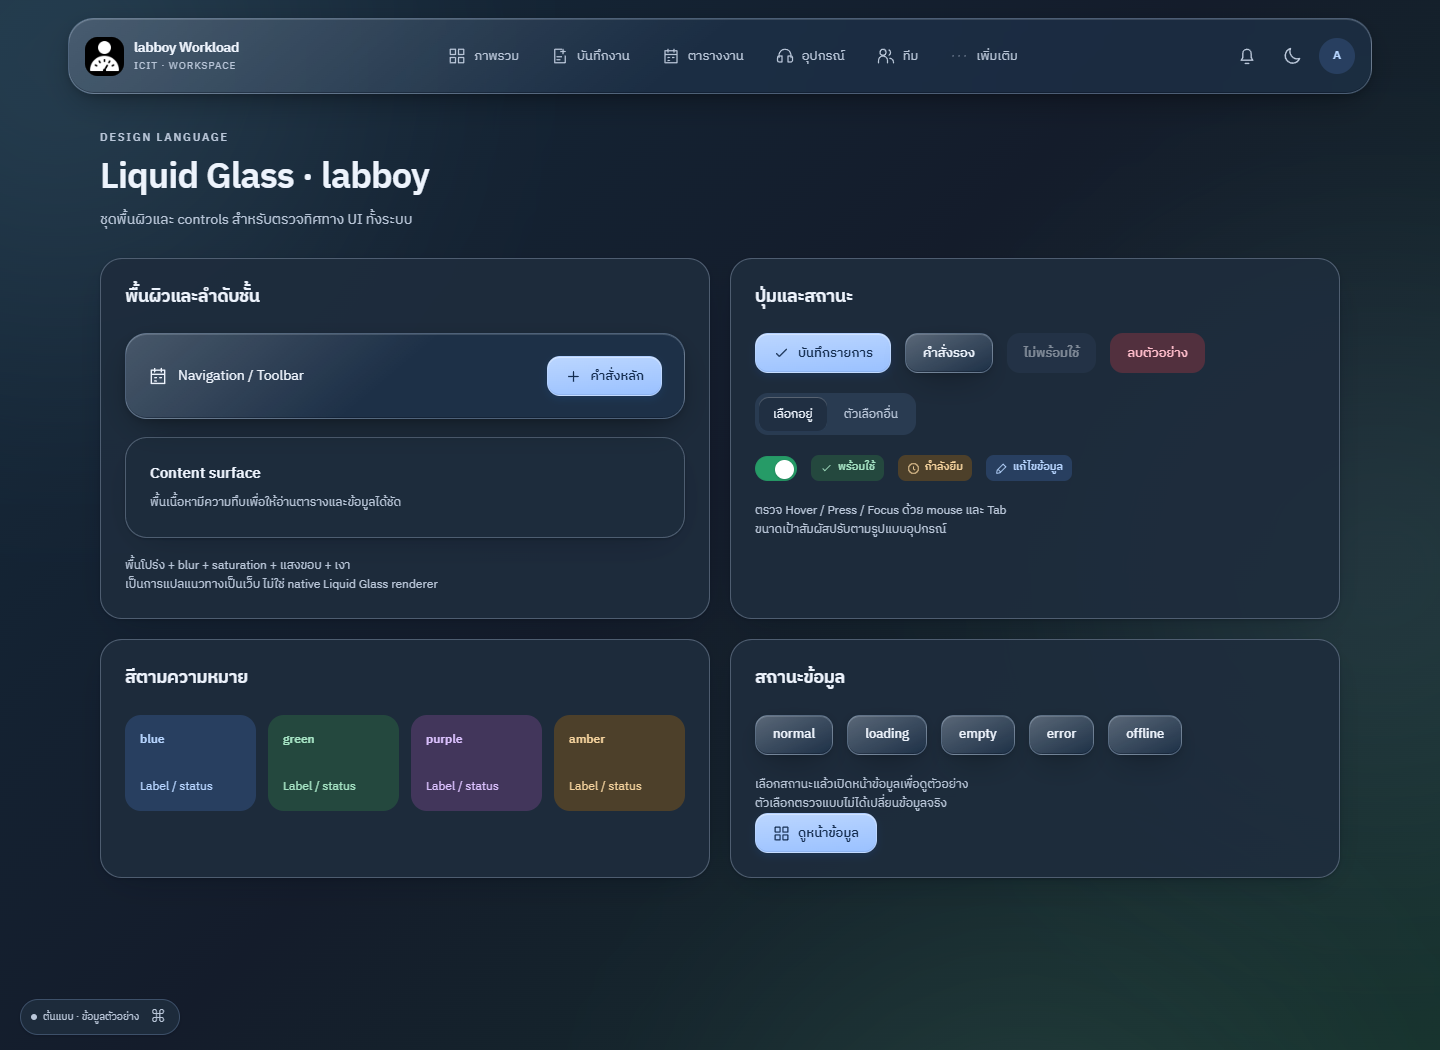 labboy Workload
ICIT · WORKSPACE
ภาพรวม
บันทึกงาน
ตารางงาน
อุปกรณ์
ทีม
··· เพิ่มเติม
A
DESIGN LANGUAGE
Liquid Glass · labboy
ชุดพื้นผิวและ controls สำหรับตรวจทิศทาง UI ทั้งระบบ
พื้นผิวและลำดับชั้น
Navigation / Toolbar
คำสั่งหลัก
Content surface
พื้นเนื้อหามีความทึบเพื่อให้อ่านตารางและข้อมูลได้ชัด
พื้นโปร่ง + blur + saturation + แสงขอบ + เงา
เป็นการแปลแนวทางเป็นเว็บ ไม่ใช่ native Liquid Glass renderer
ปุ่มและสถานะ
บันทึกรายการ
คำสั่งรอง
ไม่พร้อมใช้
ลบตัวอย่าง
เลือกอยู่
ตัวเลือกอื่น
พร้อมใช้
กำลังยืม
แก้ไขข้อมูล
ตรวจ Hover / Press / Focus ด้วย mouse และ Tab
ขนาดเป้าสัมผัสปรับตามรูปแบบอุปกรณ์
สีตามความหมาย
blue
Label / status
green
Label / status
purple
Label / status
amber
Label / status
สถานะข้อมูล
normal
loading
empty
error
offline
เลือกสถานะแล้วเปิดหน้าข้อมูลเพื่อดูตัวอย่าง
ตัวเลือกตรวจแบบไม่ได้เปลี่ยนข้อมูลจริง
ดูหน้าข้อมูล
ต้นแบบ · ข้อมูลตัวอย่าง ⌘